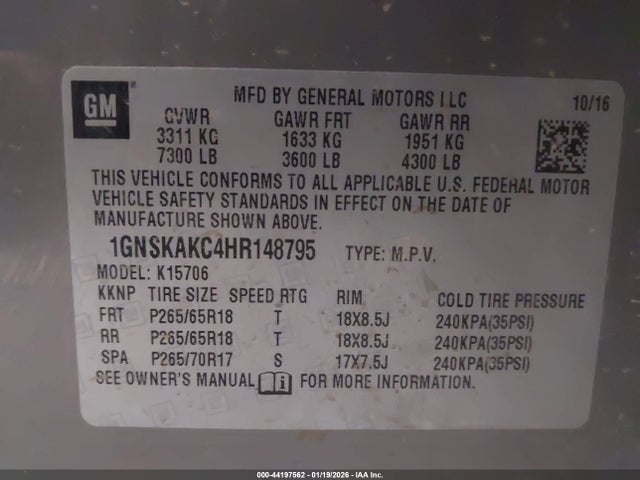 GM
MFD BY GENERAL MOTORS LLC
10/16
GVWR GAWR FRT GAWR RR
3311 KG 1633 KG 1951 KG
7300 LB 3600 LB 4300 LB
THIS VEHICLE CONFORMS TO ALL APPLICABLE U.S. FEDERAL MOTOR
VEHICLE SAFETY STANDARDS IN EFFECT ON THE DATE OF
MANUFACTURE SHOWN ABOVE.
1GNSKAKC4HR148795 TYPE: M.P.V.
MODEL: K15706
KKNP TIRE SIZE SPEED RTG RIM COLD TIRE PRESSURE
FRT P265/65R18 T 18X8.5J 240KPA(35PSI)
RR P265/65R18 T 18X8.5J 240KPA(35PSI)
SPA P265/70R17 S 17X7.5J 240KPA(35PSI)
SEE OWNER'S MANUAL i FOR MORE INFORMATION.
000-44197562 - 01/19/2026 - IAA Inc.